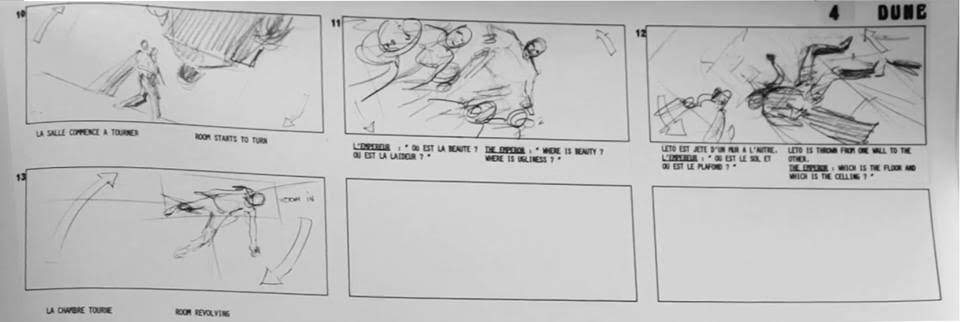 4 DUNE
10
LA SALLE COMMENCE A TOURNER
ROOM STARTS TO TURN
11
L'EMPEREUR : " OU EST LA BEAUTE ?
OU EST LA LAIDEUR ? "
THE EMPEROR : " WHERE IS BEAUTY ?
WHERE IS UGLINESS ? "
12
LETO EST JETE D'UN MUR A L'AUTRE.
L'EMPEREUR : " OU EST LE SOL ET
OU EST LE PLAFOND ? "
LETO IS THROWN FROM ONE WALL TO THE
OTHER.
THE EMPEROR : WHICH IS THE FLOOR AND
WHICH IS THE CELLING ? "
13
ZOOM IN
LA CHAMBRE TOURNE
ROOM REVOLVING